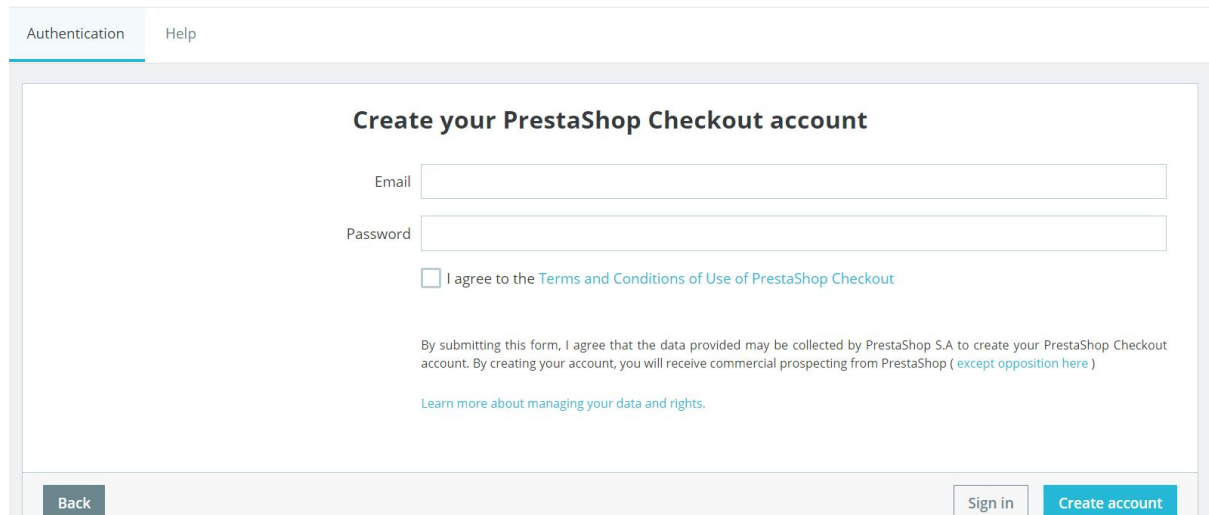 Authentication Help
Create your PrestaShop Checkout account
Email
Password
I agree to the Terms and Conditions of Use of PrestaShop Checkout
By submitting this form, I agree that the data provided may be collected by PrestaShop S.A to create your PrestaShop Checkout
account. By creating your account, you will receive commercial prospecting from PrestaShop ( except opposition here )
Learn more about managing your data and rights.
Back Sign in Create account